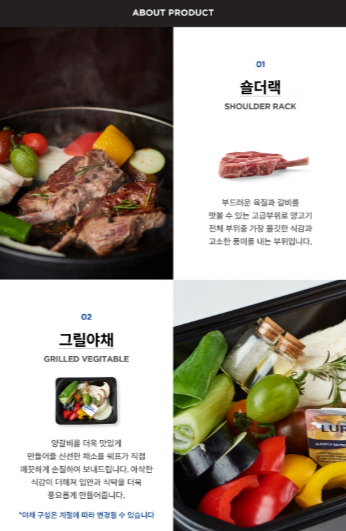 ABOUT PRODUCT
01
숄더랙
SHOULDER RACK
부드러운 육질과 갈비를
맛볼 수 있는 고급부위로 양고기
전체 부위중 가장 쫄깃한 식감과
고소한 풍미를 내는 부위입니다.
02
그릴야채
GRILLED VEGITABLE
양갈비를 더욱 맛있게
만들어줄 신선한 채소를 쉐프가 직접
깨끗하게 손질하여 보내드립니다. 아삭한
식감이 더해져 입안과 식탁을 더욱
풍요롭게 만들어줍니다.
*야채 구성은 계절에 따라 변경될 수 있습니다